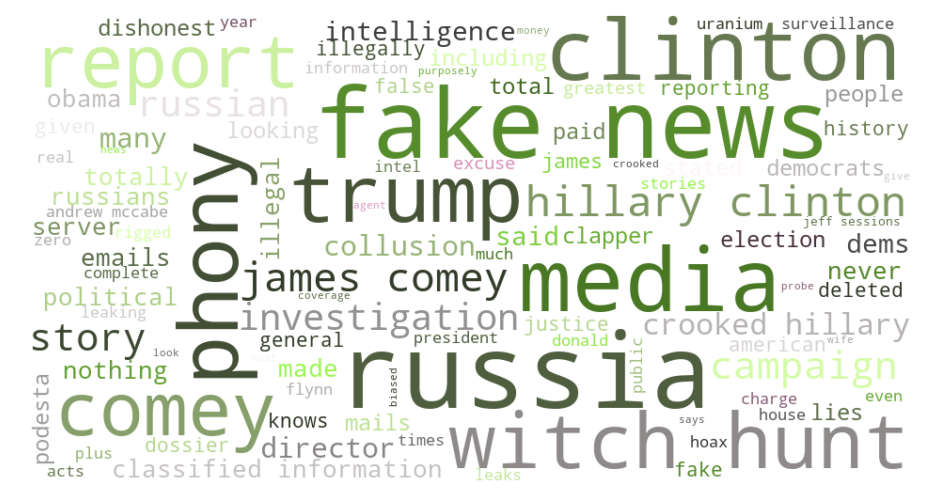 dishonest
year
intelligence
money
uranium
surveillance
clinton
report
illegally
including
information
purposely
false
total
greatest
reporting
people
obama
russian
fake news
given
many
looking
paid
history
real
news
intel
excuse
james
crooked
stated
democrats
give
totally
phony
illegal
trump
stories
russians
andrew mccabe
agent
hillary clinton
jeff sessions
server
rigged
zero
collusion
said
clapper
election
dems
emails
much
complete
james comey
media
never
probe
deleted
political
coverage
leaking
investigation
justice
crooked hillary
story
general
president
donald
american
wife
look
russia
public
nothing
made
campaign
must
flynn
biased
charge
even
podesta
comey
knows
mails
says
house
lies
witch hunt
dossier
director
times
hoax
plus
acts
classified information
leaks
fake